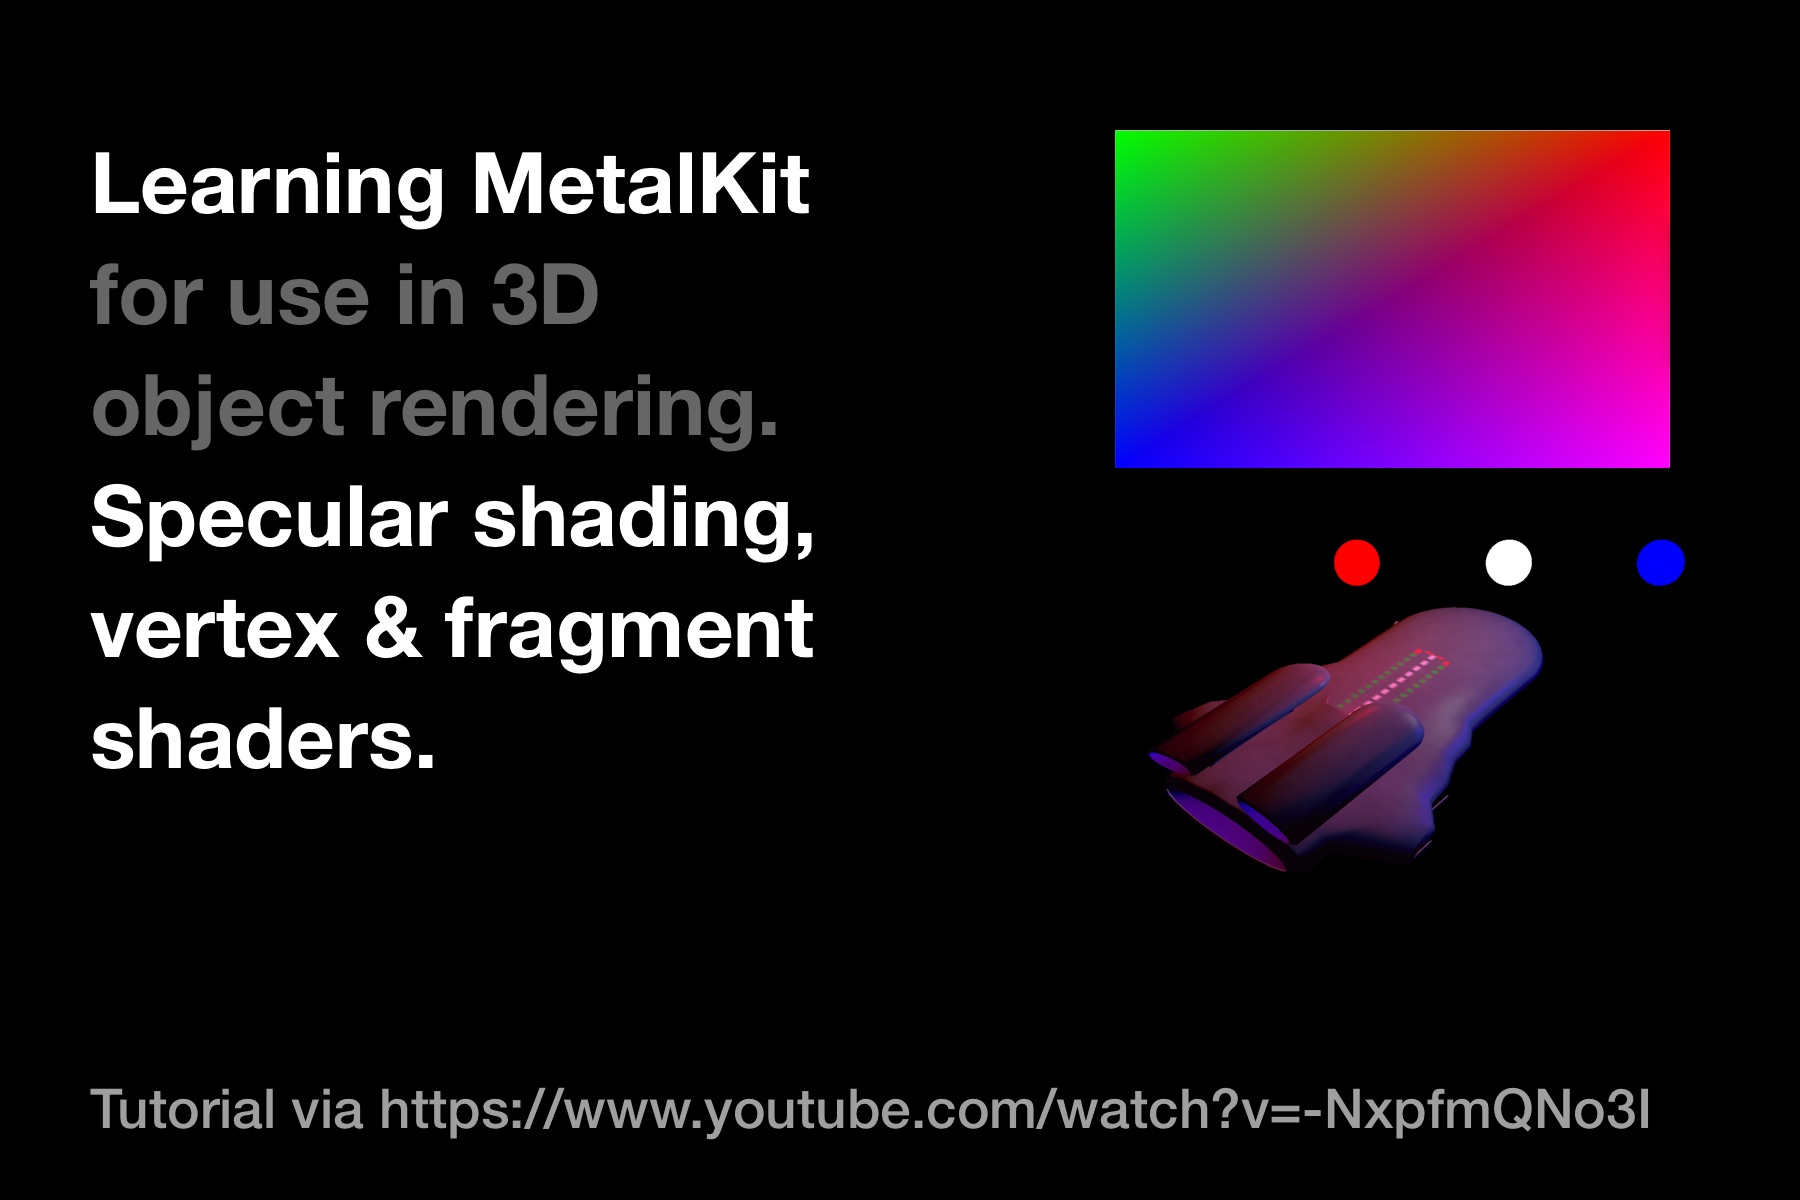 Learning MetalKit
for use in 3D
object rendering.
Specular shading,
vertex & fragment
shaders.
Tutorial via https://www.youtube.com/watch?v=-NxpfmQNo3I